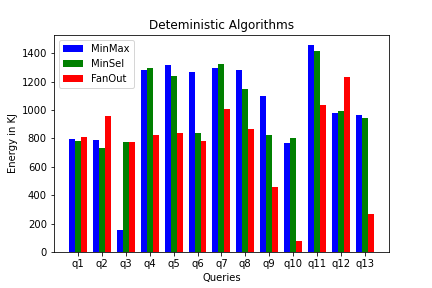 Deteministic Algorithms
MinMax
MinSel
FanOut
Energy in KJ
1400
1200
1000
800
600
400
200
0
q1 q2 q3 q4 q5 q6 q7 q8 q9 q10 q11 q12 q13
Queries